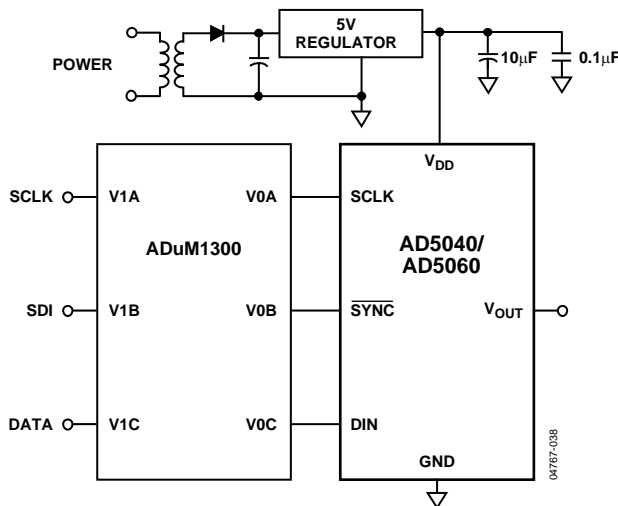 5V
REGULATOR
POWER
10µF
0.1µF
VDD
SCLK
V1A
V0A
SCLK
ADuM1300
AD5040/
AD5060
SDI
V1B
V0B
SYNC
VOUT
DATA
V1C
V0C
DIN
GND
04767-038